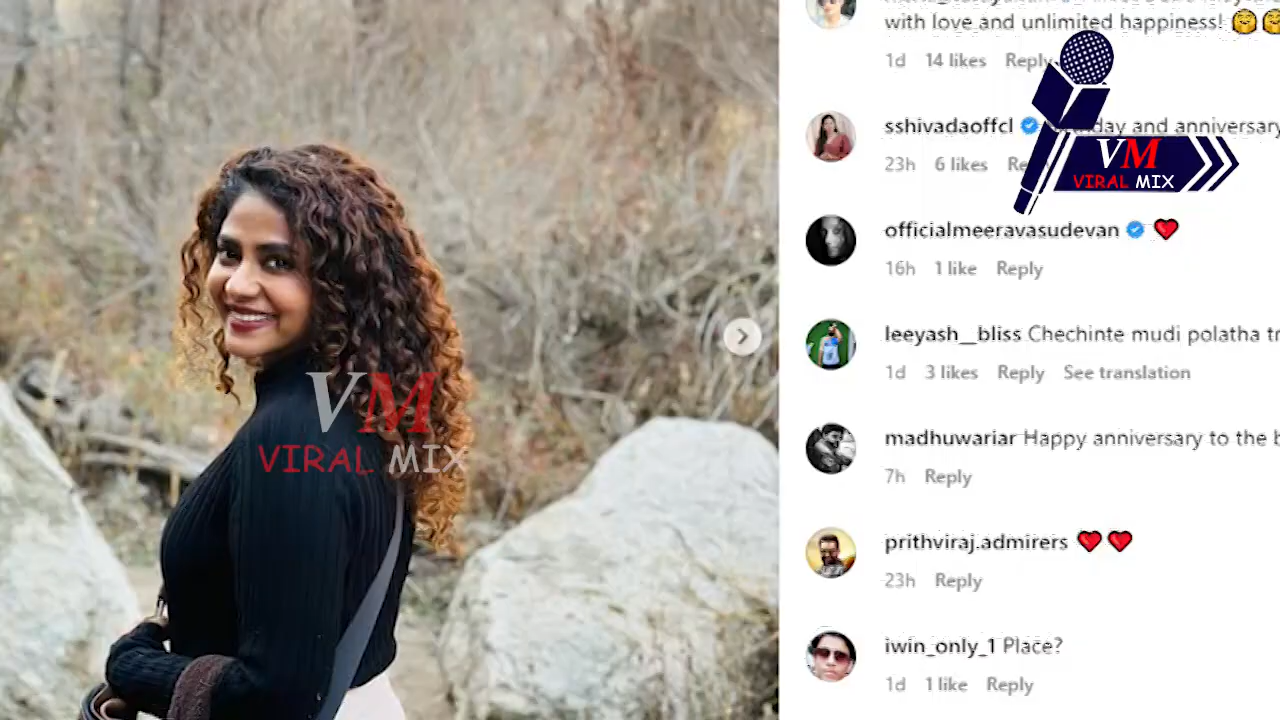 with love and unlimited happiness! 🤗🤗
1d 14 likes Reply
sshivadaoffcl and anniversary
23h 6 likes
VM
VIRAL MIX
officialmeeravasudevan ❤️
16h 1 like Reply
leeyash__bliss Chechinte mudi polatha
1d 3 likes Reply See translation
VM
VIRAL MIX
madhuwariar Happy anniversary to the
7h Reply
prithviraj.admirers ❤️❤️
23h Reply
iwin_only_1 Place?
1d 1 like Reply